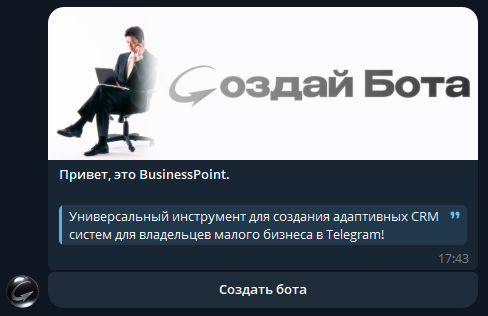 Создай Бота
Привет, это BusinessPoint.
Универсальный инструмент для создания адаптивных CRM
систем для владельцев малого бизнеса в Telegram!
17:43
Создать бота